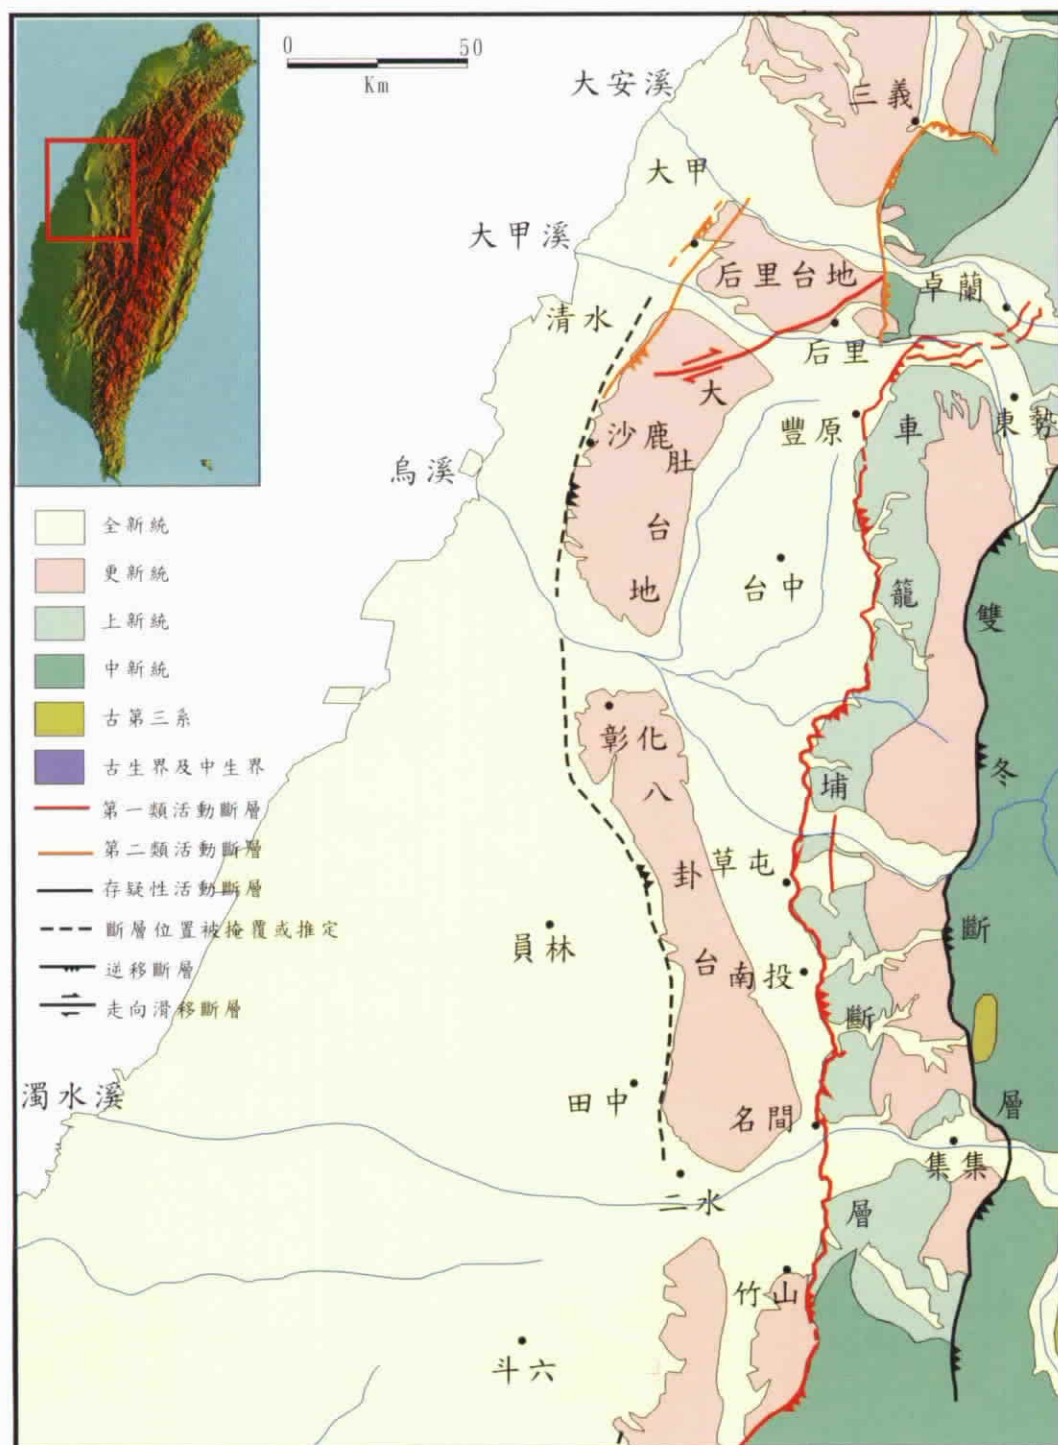 0 50
Km
大安溪
三義
大甲
大甲溪
后里台地
卓蘭
清水
后里
大肚台地
沙鹿
豐原
東勢
烏溪
台中
車籠埔斷層
雙冬斷層
彰化
八卦台
草屯
員林
南投
濁水溪
田中
名間
集集
二水
竹山
斗六
全新統
更新統
上新統
中新統
古第三系
古生界及中生界
第一類活動斷層
第二類活動斷層
存疑性活動斷層
斷層位置被掩覆或推定
逆移斷層
走向滑移斷層